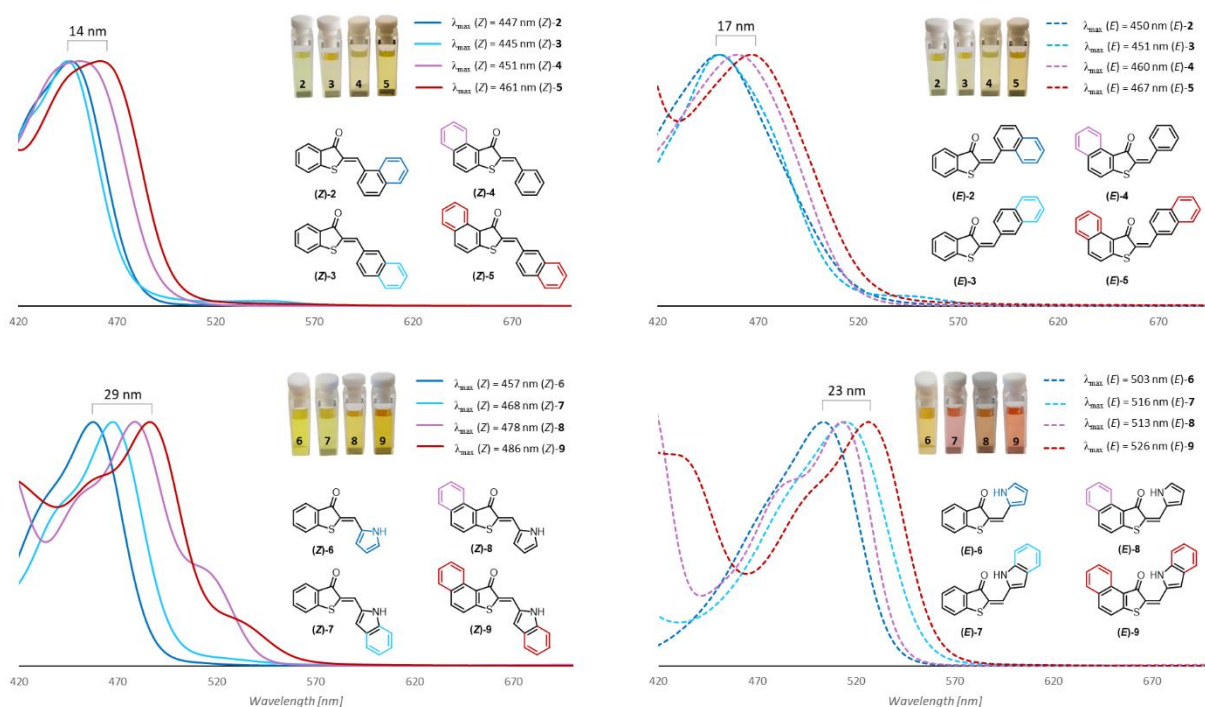 14 nm
λmax (Z) = 447 nm (Z)-2
λmax (Z) = 445 nm (Z)-3
λmax (Z) = 451 nm (Z)-4
λmax (Z) = 461 nm (Z)-5
2 3 4 5
O
S
(Z)-2
O
S
(Z)-4
O
S
(Z)-3
O
S
(Z)-5
420 470 520 570 620 670
17 nm
λmax (E) = 450 nm (E)-2
λmax (E) = 451 nm (E)-3
λmax (E) = 460 nm (E)-4
λmax (E) = 467 nm (E)-5
2 3 4 5
O
S
(E)-2
O
S
(E)-4
O
S
(E)-3
O
S
(E)-5
420 470 520 570 620 670
29 nm
λmax (Z) = 457 nm (Z)-6
λmax (Z) = 468 nm (Z)-7
λmax (Z) = 478 nm (Z)-8
λmax (Z) = 486 nm (Z)-9
6 7 8 9
O
S
NH
(Z)-6
O
S
NH
(Z)-8
O
S
NH
(Z)-7
O
S
NH
(Z)-9
420 470 520 570 620 670
Wavelength [nm]
23 nm
λmax (E) = 503 nm (E)-6
λmax (E) = 516 nm (E)-7
λmax (E) = 513 nm (E)-8
λmax (E) = 526 nm (E)-9
6 7 8 9
O HN
S
(E)-6
O HN
S
(E)-8
O HN
S
(E)-7
O HN
S
(E)-9
420 470 520 570 620 670
Wavelength [nm]